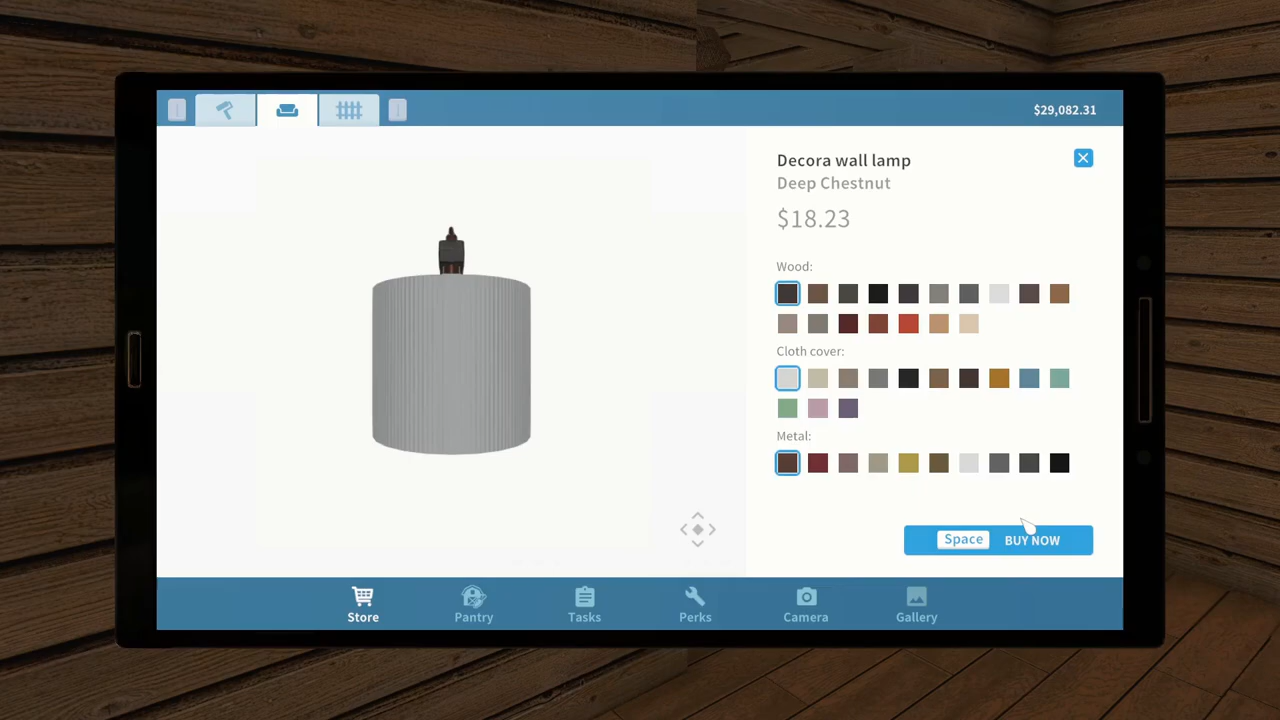 $29,082.31
Decora wall lamp
Deep Chestnut
$18.23
Wood:
Cloth cover:
Metal:
Space BUY NOW
Store Pantry Tasks Perks Camera Gallery